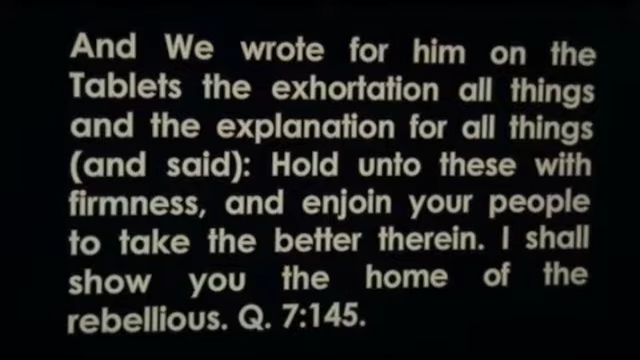 And We wrote for him on the
Tablets the exhortation all things
and the explanation for all things
(and said): Hold unto these with
firmness, and enjoin your people
to take the better therein. I shall
show you the home of the
rebellious. Q. 7:145.